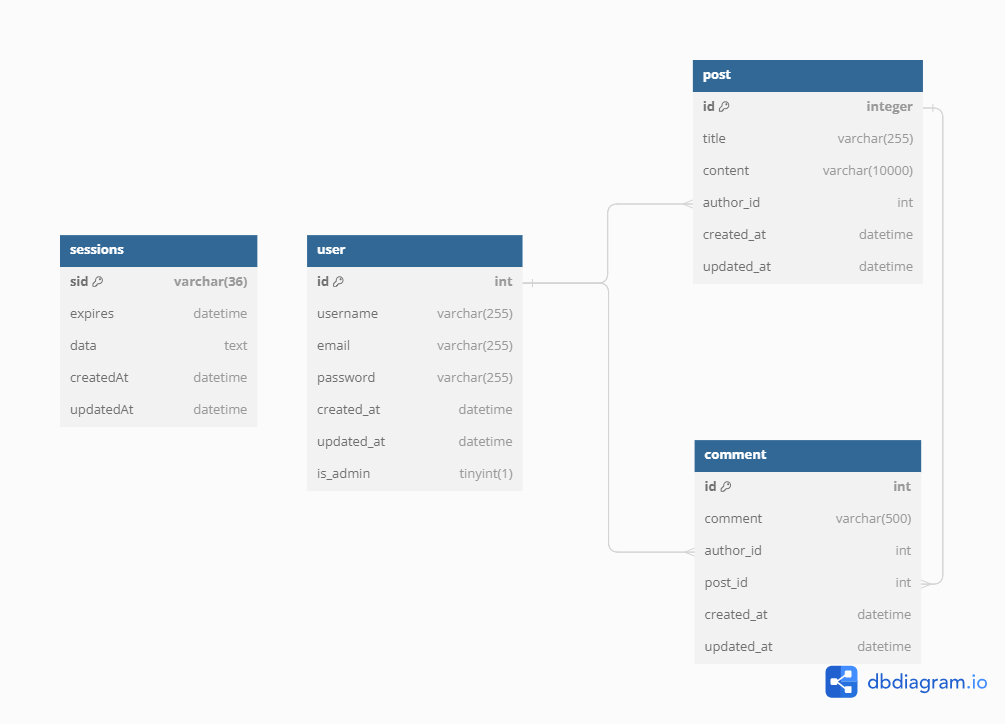 sessions
sid varchar(36)
expires datetime
data text
createdAt datetime
updatedAt datetime
user
id int
username varchar(255)
email varchar(255)
password varchar(255)
created_at datetime
updated_at datetime
is_admin tinyint(1)
post
id integer
title varchar(255)
content varchar(10000)
author_id int
created_at datetime
updated_at datetime
comment
id int
comment varchar(500)
author_id int
post_id int
created_at datetime
updated_at datetime
dbdiagram.io